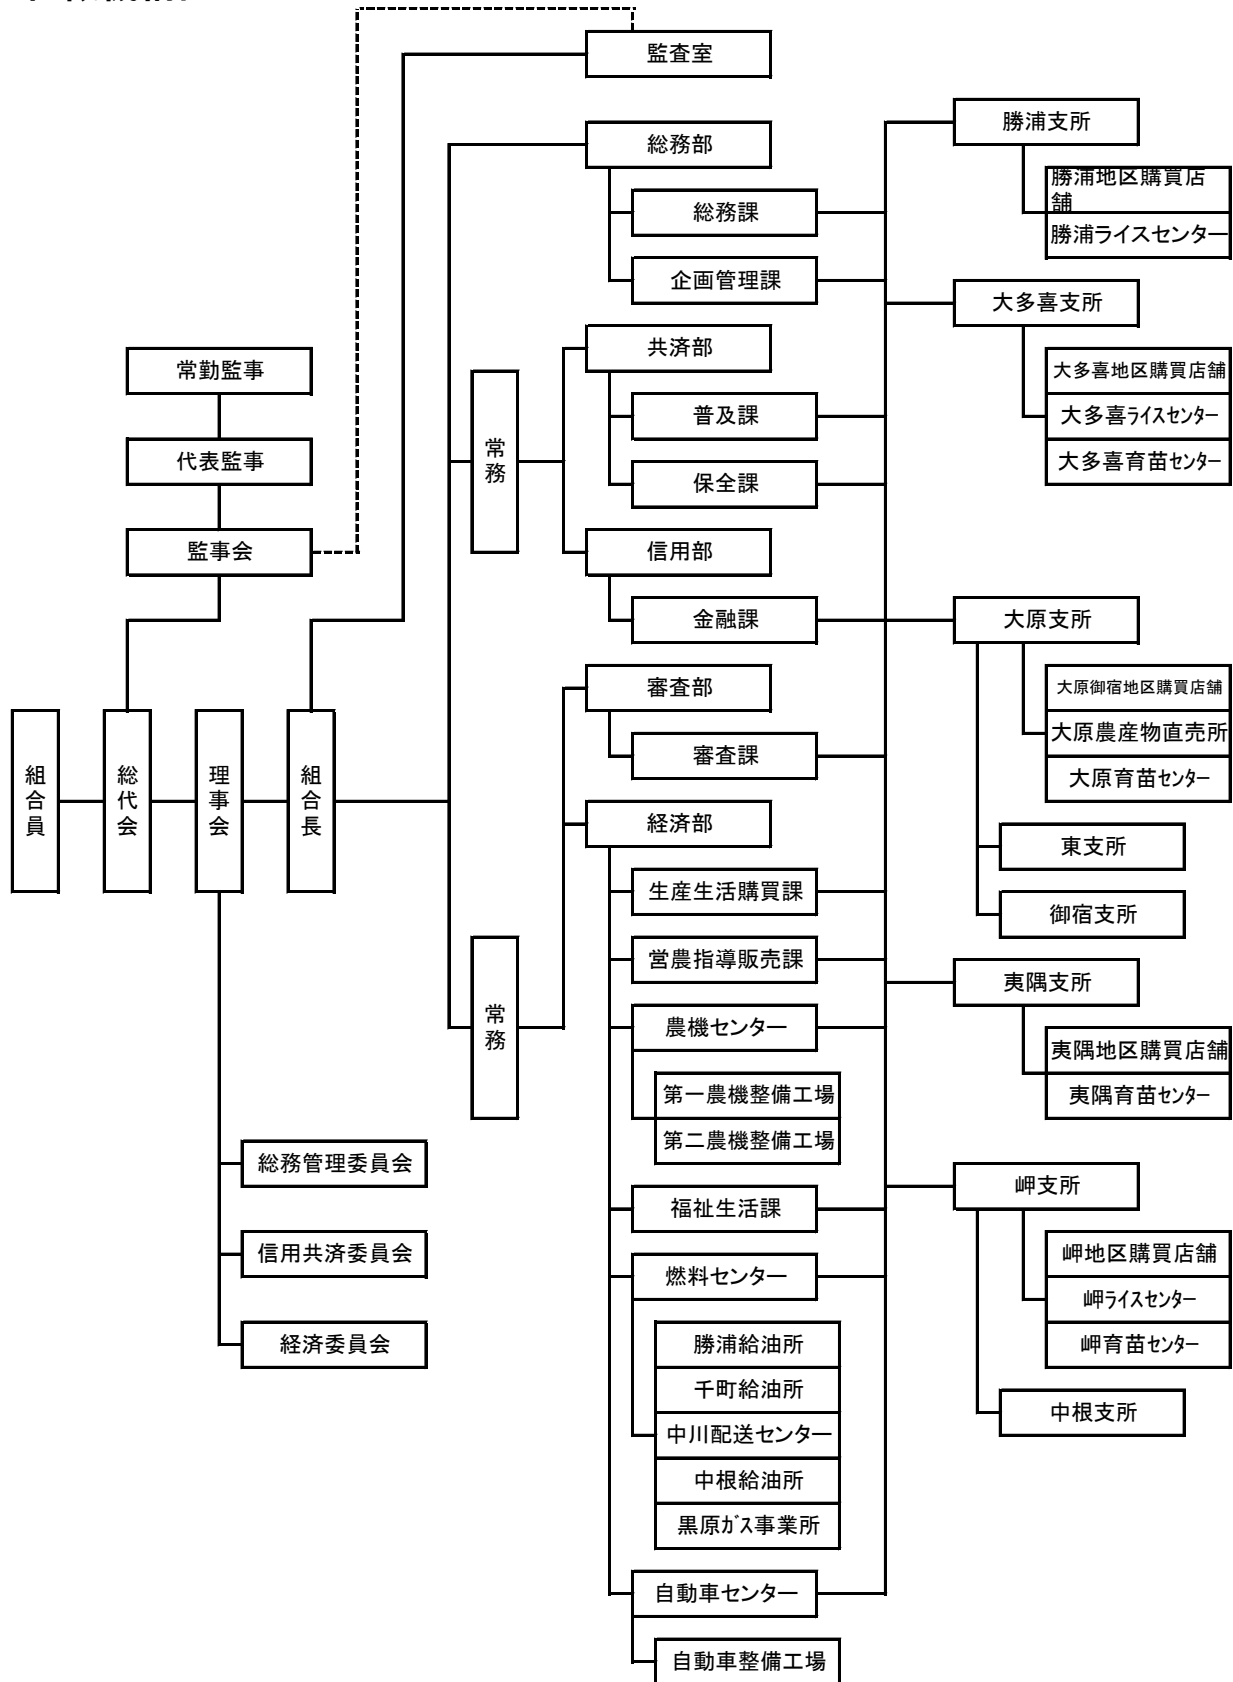 監査室
総務部
総務課
企画管理課
共済部
普及課
保全課
信用部
金融課
審査部
審査課
経済部
生産生活購買課
営農指導販売課
農機センター
第一農機整備工場
第二農機整備工場
福祉生活課
燃料センター
勝浦給油所
千町給油所
中川配送センター
中根給油所
黒原ｶﾞｽ事業所
自動車センター
自動車整備工場
常勤監事
代表監事
監事会
組合員
総代会
理事会
組合長
常務
常務
総務管理委員会
信用共済委員会
経済委員会
勝浦支所
勝浦地区購買店
舗
勝浦ライスセンター
大多喜支所
大多喜地区購買店舗
大多喜ﾗｲｽｾﾝﾀｰ
大多喜育苗ｾﾝﾀｰ
大原支所
大原御宿地区購買店舗
大原農産物直売所
大原育苗センター
東支所
御宿支所
夷隅支所
夷隅地区購買店舗
夷隅育苗ｾﾝﾀｰ
岬支所
岬地区購買店舗
岬ﾗｲｽｾﾝﾀｰ
岬育苗ｾﾝﾀｰ
中根支所